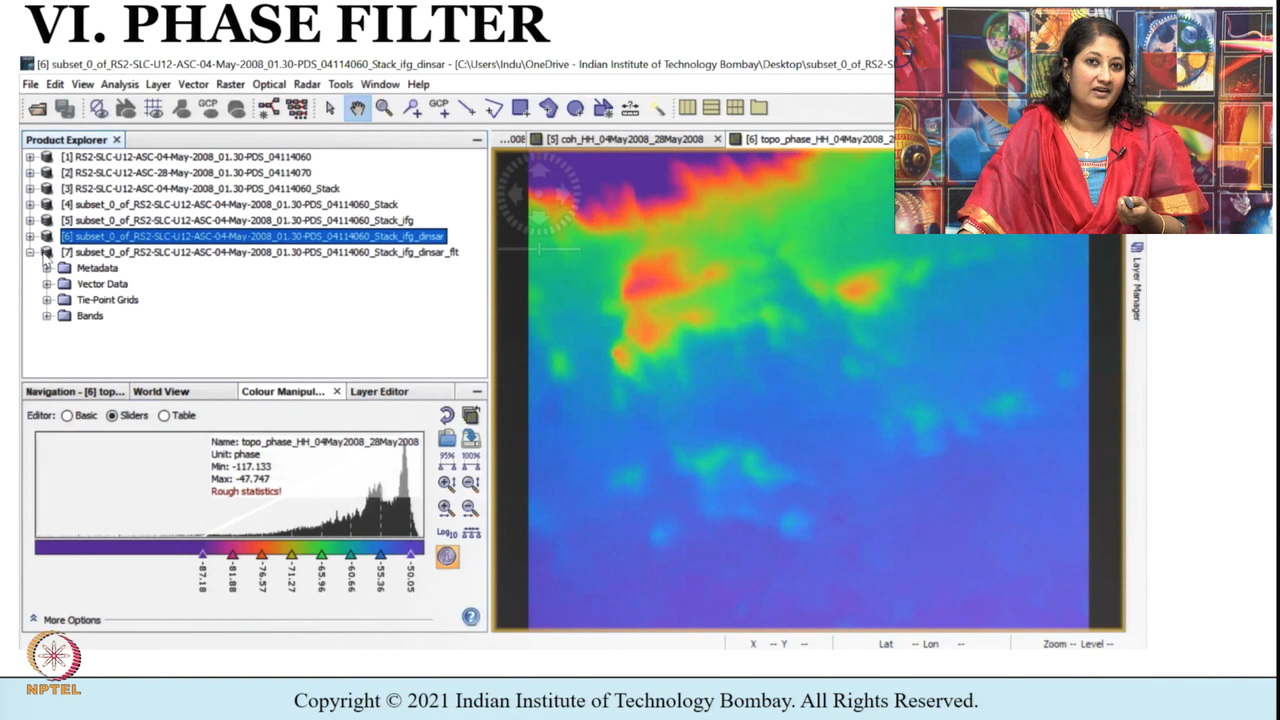 VI. PHASE FILTER
[6] subset_0_of_RS2-SLC-U12-ASC-04-May-2008_01.30-PDS_04114060_Stack_ifg_dinsar - [C:\Users\Indu\OneDrive - Indian Institute of Technology Bombay\Desktop\subset_0_of_RS2-S
File Edit View Analysis Layer Vector Raster Optical Radar Tools Window Help
GCP GCP
Product Explorer
...008 [5] coh_HH_04May2008_28May2008 [6] topo_phase_HH_04May2008_2
[1] RS2-SLC-U12-ASC-04-May-2008_01.30-PDS_04114060
[2] RS2-SLC-U12-ASC-28-May-2008_01.30-PDS_04114070
[3] RS2-SLC-U12-ASC-04-May-2008_01.30-PDS_04114060_Stack
[4] subset_0_of_RS2-SLC-U12-ASC-04-May-2008_01.30-PDS_04114060_Stack
[5] subset_0_of_RS2-SLC-U12-ASC-04-May-2008_01.30-PDS_04114060_Stack_ifg
[6] subset_0_of_RS2-SLC-U12-ASC-04-May-2008_01.30-PDS_04114060_Stack_ifg_dinsar
[7] subset_0_of_RS2-SLC-U12-ASC-04-May-2008_01.30-PDS_04114060_Stack_ifg_dinsar_flt
Metadata
Vector Data
Tie-Point Grids
Bands
Layer Manager
Navigation - [6] top... World View Colour Manipul... Layer Editor
Editor: Basic Sliders Table
Name: topo_phase_HH_04May2008_28May2008
Unit: phase
Min: -117.133
Max: -47.747
Rough statistics!
95% 100%
Log10
-87.18 -81.88 -76.57 -71.27 -65.96 -60.66 -55.36 -50.05
More Options
X -- Y -- Lat -- Lon -- Zoom -- Level --
NPTEL
Copyright © 2021 Indian Institute of Technology Bombay. All Rights Reserved.